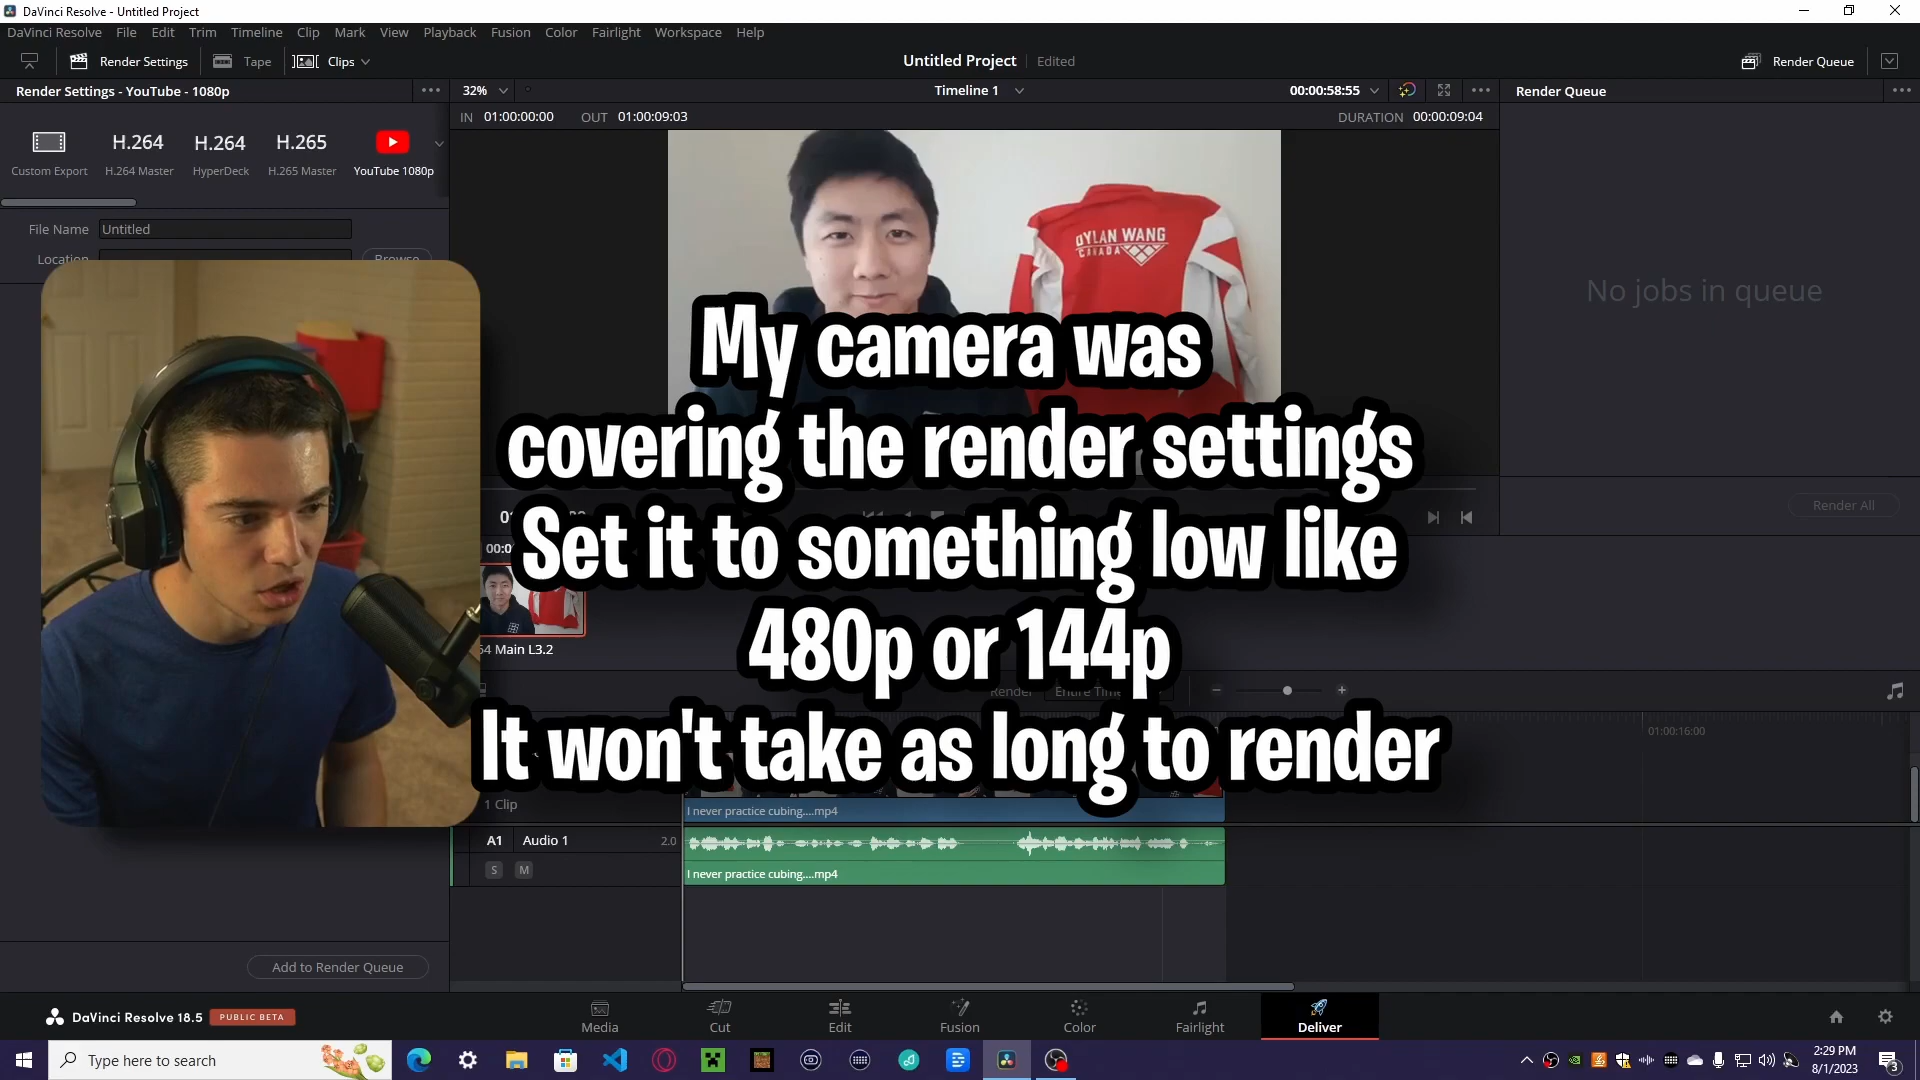 DaVinci Resolve - Untitled Project
DaVinci Resolve File Edit Trim Timeline Clip Mark View Playback Fusion Color Fairlight Workspace Help
Render Settings Tape Clips Untitled Project Edited Render Queue
Render Settings - YouTube - 1080p 32% Timeline 1 00:00:58:55 Render Queue
IN 01:00:00:00 OUT 01:00:09:03 DURATION 00:00:09:04
H.264 H.264 H.265
Custom Export H.264 Master HyperDeck H.265 Master YouTube 1080p
File Name Untitled
Location Browse
DYLAN WANG
CANADA
No jobs in queue
My camera was
covering the render settings
Set it to something low like
480p or 144p
It won't take as long to render
Render All
Main L3.2
Render Entire
01:00:16:00
1 Clip
I never practice cubing....mp4
A1 Audio 1 2.0
S M
I never practice cubing....mp4
Add to Render Queue
DaVinci Resolve 18.5 PUBLIC BETA
Media Cut Edit Fusion Color Fairlight Deliver
Type here to search
2:29 PM
8/1/2023
3